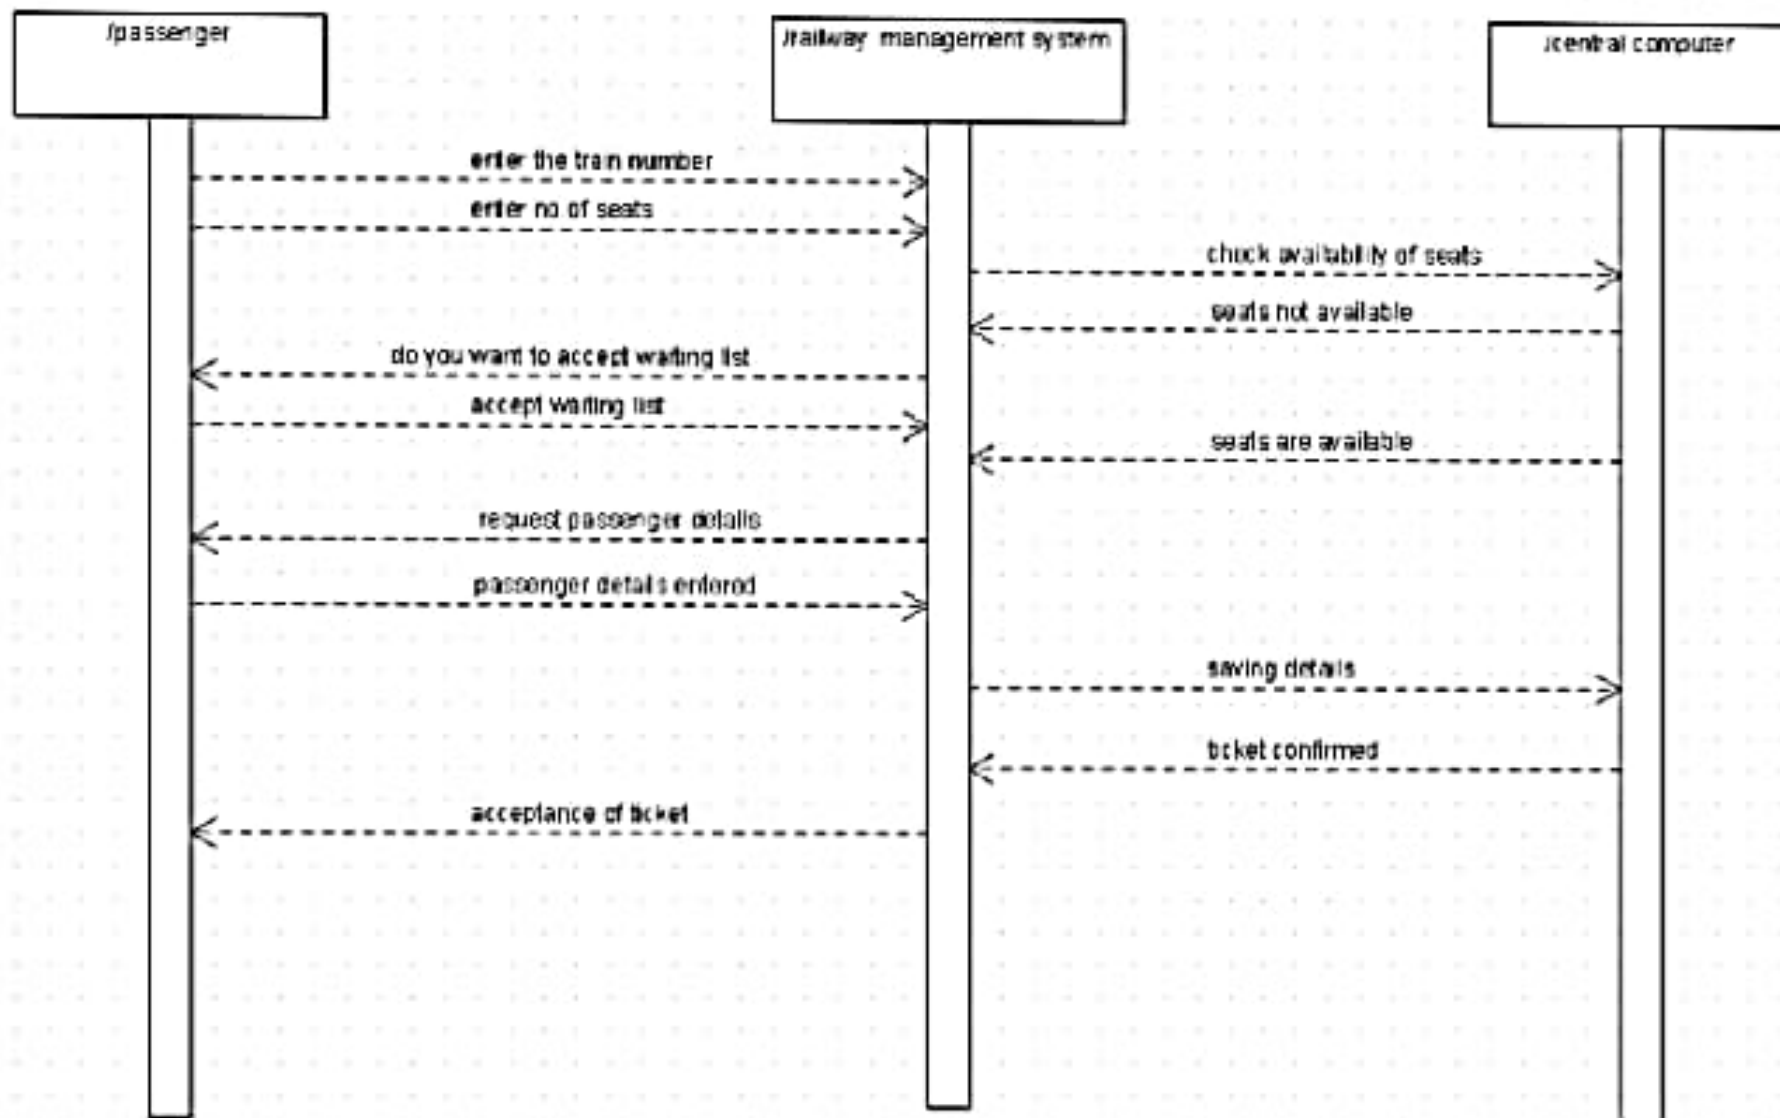 /passenger
/railway management system
/central computer
enter the train number
enter no of seats
check availability of seats
seats not available
do you want to accept waiting list
accept waiting list
seats are available
request passenger details
passenger details entered
saving details
ticket confirmed
acceptance of ticket